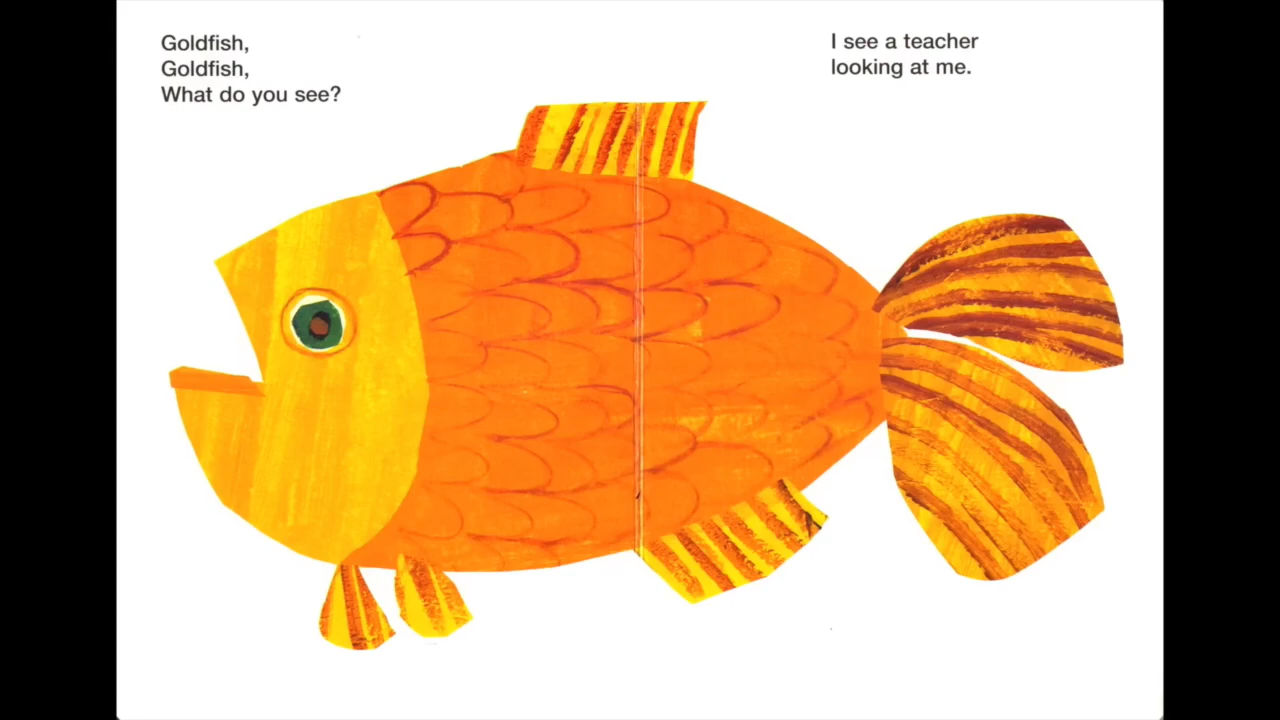 Goldfish,
Goldfish,
What do you see?
I see a teacher
looking at me.